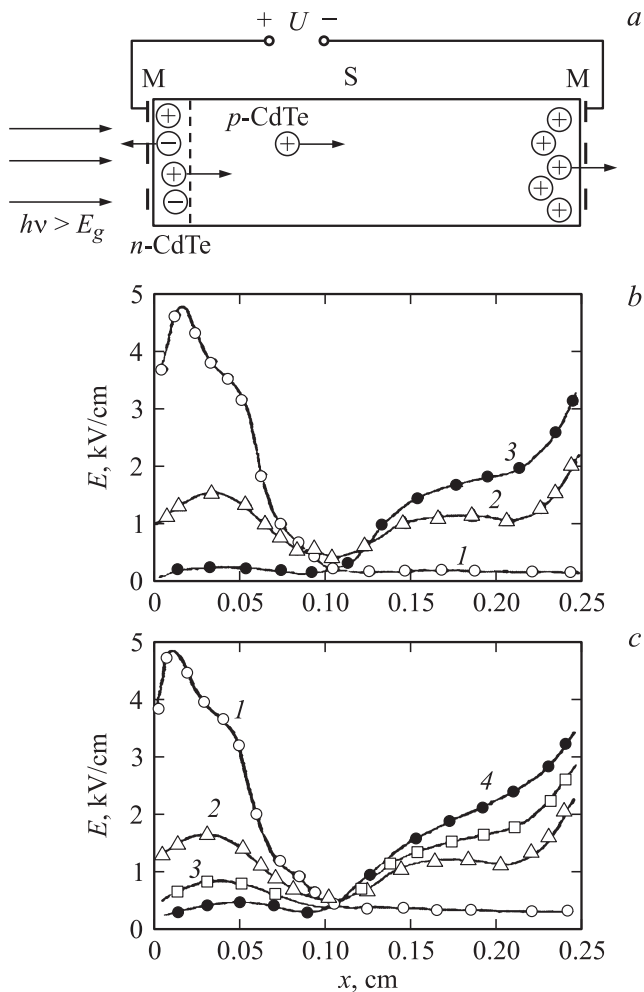 + U − a
M S M
p-CdTe
+ − + −
+
+ + + + +
hν > E_g
n-CdTe
b
5
4
3
2
1
0
E, kV/cm
3
2
1
0 0.05 0.10 0.15 0.20 0.25
c
5
4
3
2
1
0
E, kV/cm
1
2
3
4
0 0.05 0.10 0.15 0.20 0.25
x, cm